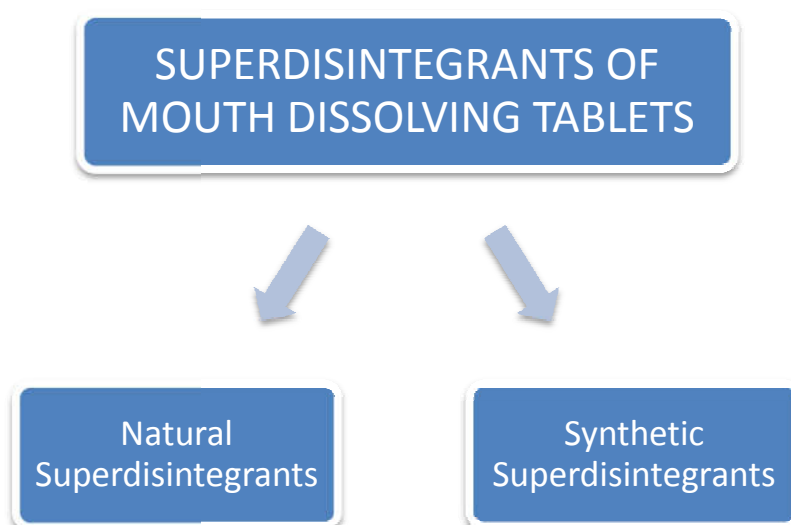 SUPERDISINTEGRANTS OF
MOUTH DISSOLVING TABLETS
Natural
Superdisintegrants
Synthetic
Superdisintegrants